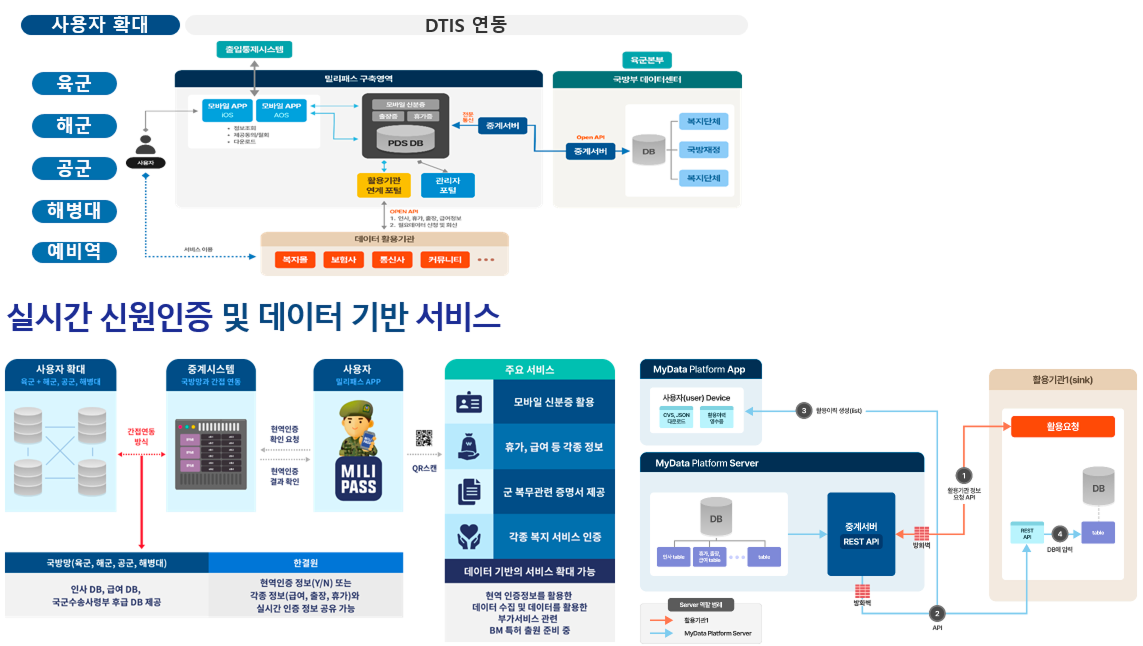 사용자 확대
DTIS 연동
육군
해군
공군
해병대
예비역
출입통제시스템
밀리패스 구축영역
모바일 APP
iOS
모바일 APP
AOS
• 정보조회
• 제공동의/철회
• 다운로드
모바일 신분증
출장증
휴가증
PDS DB
전문
통신
중계서버
사용자
활용기관
연계 포털
관리자
포털
육군본부
국방부 데이터센터
Open API
중계서버
DB
복지단체
국방재정
복지단체
OPEN API
1. 인사, 휴가, 출장, 급여정보
2. 필요데이터 선정 및 회신
서비스 이용
데이터 활용기관
복지몰
보험사
통신사
커뮤니티
실시간 신원인증 및 데이터 기반 서비스
사용자 확대
육군 + 해군, 공군, 해병대
간접연동
방식
중계시스템
국방망과 간접 연동
현역인증
확인 요청
현역인증
결과 확인
사용자
밀리패스 APP
MILI
PASS
QR스캔
국방망(육군, 해군, 공군, 해병대)
인사 DB, 급여 DB,
국군수송사령부 후급 DB 제공
한결원
현역인증 정보(Y/N) 또는
각종 정보(급여, 출장, 휴가)와
실시간 인증 정보 공유 가능
주요 서비스
모바일 신분증 활용
휴가, 급여 등 각종 정보
군 복무관련 증명서 제공
각종 복지 서비스 인증
데이터 기반의 서비스 확대 가능
현역 인증정보를 활용한
데이터 수집 및 데이터를 활용한
부가서비스 관련
BM 특허 출원 준비 중
MyData Platform App
사용자(user) Device
CVS, JSON
다운로드
활용이력
영수증
3
활용이력 생성(list)
MyData Platform Server
DB
인사 table
휴가, 출장,
급여 table
table
중계서버
REST API
방화벽
방화벽
활용기관1(sink)
활용요청
1
활용기관 정보
요청 API
DB
REST
API
4
DB에 입력
table
2
API
Server 역할 범례
활용기관1
MyData Platform Server